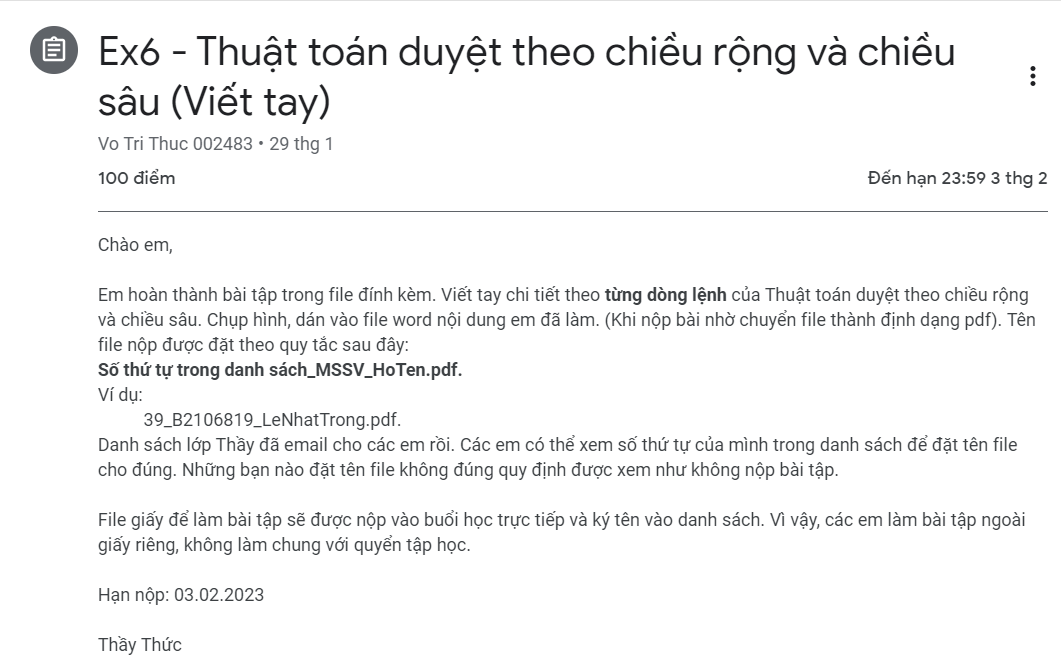 Ex6 - Thuật toán duyệt theo chiều rộng và chiều
sâu (Viết tay)
Vo Tri Thuc 002483 • 29 thg 1
100 điểm
Đến hạn 23:59 3 thg 2
Chào em,
Em hoàn thành bài tập trong file đính kèm. Viết tay chi tiết theo từng dòng lệnh của Thuật toán duyệt theo chiều rộng
và chiều sâu. Chụp hình, dán vào file word nội dung em đã làm. (Khi nộp bài nhờ chuyển file thành định dạng pdf). Tên
file nộp được đặt theo quy tắc sau đây:
Số thứ tự trong danh sách_MSSV_HoTen.pdf.
Ví dụ:
39_B2106819_LeNhatTrong.pdf.
Danh sách lớp Thầy đã email cho các em rồi. Các em có thể xem số thứ tự của mình trong danh sách để đặt tên file
cho đúng. Những bạn nào đặt tên file không đúng quy định được xem như không nộp bài tập.
File giấy để làm bài tập sẽ được nộp vào buổi học trực tiếp và ký tên vào danh sách. Vì vậy, các em làm bài tập ngoài
giấy riêng, không làm chung với quyển tập học.
Hạn nộp: 03.02.2023
Thầy Thức